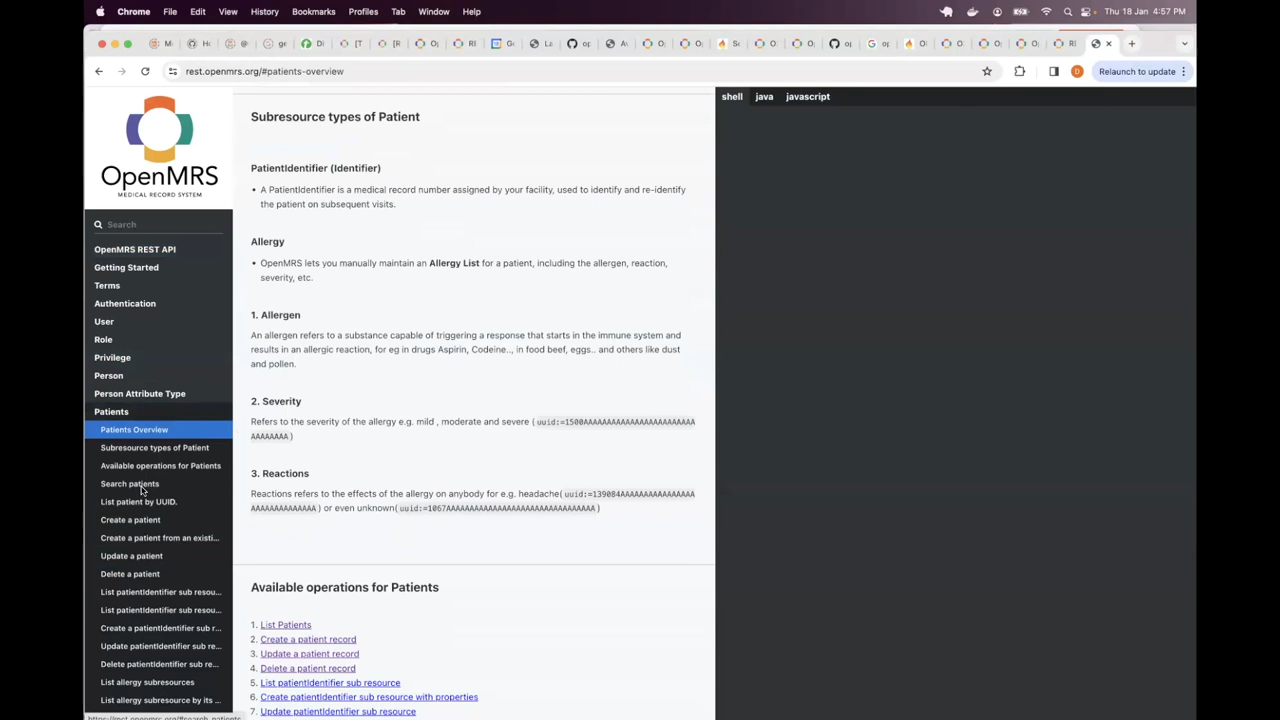 Chrome File Edit View History Bookmarks Profiles Tab Window Help Thu 18 Jan 4:57 PM
rest.openmrs.org/#patients-overview Relaunch to update
shell java javascript
OpenMRS
MEDICAL RECORD SYSTEM
Search
OpenMRS REST API
Getting Started
Terms
Authentication
User
Role
Privilege
Person
Person Attribute Type
Patients
Patients Overview
Subresource types of Patient
Available operations for Patients
Search patients
List patient by UUID.
Create a patient
Create a patient from an existi...
Update a patient
Delete a patient
List patientIdentifier sub resou...
List patientIdentifier sub resou...
Create a patientIdentifier sub r...
Update patientIdentifier sub re...
Delete patientIdentifier sub re...
List allergy subresources
List allergy subresource by its ...
https://rest.openmrs.org/#search-patients
Subresource types of Patient
PatientIdentifier (Identifier)
• A PatientIdentifier is a medical record number assigned by your facility, used to identify and re-identify
the patient on subsequent visits.
Allergy
• OpenMRS lets you manually maintain an Allergy List for a patient, including the allergen, reaction,
severity, etc.
1. Allergen
An allergen refers to a substance capable of triggering a response that starts in the immune system and
results in an allergic reaction, for eg in drugs Aspirin, Codeine.., in food beef, eggs.. and others like dust
and pollen.
2. Severity
Refers to the severity of the allergy e.g. mild , moderate and severe (
3. Reactions
Reactions refers to the effects of the allergy on anybody for e.g. headache(
) or even unknown(
Available operations for Patients
1. List Patients
2. Create a patient record
3. Update a patient record
4. Delete a patient record
5. List patientIdentifier sub resource
6. Create patientIdentifier sub resource with properties
7. Update patientIdentifier sub resource